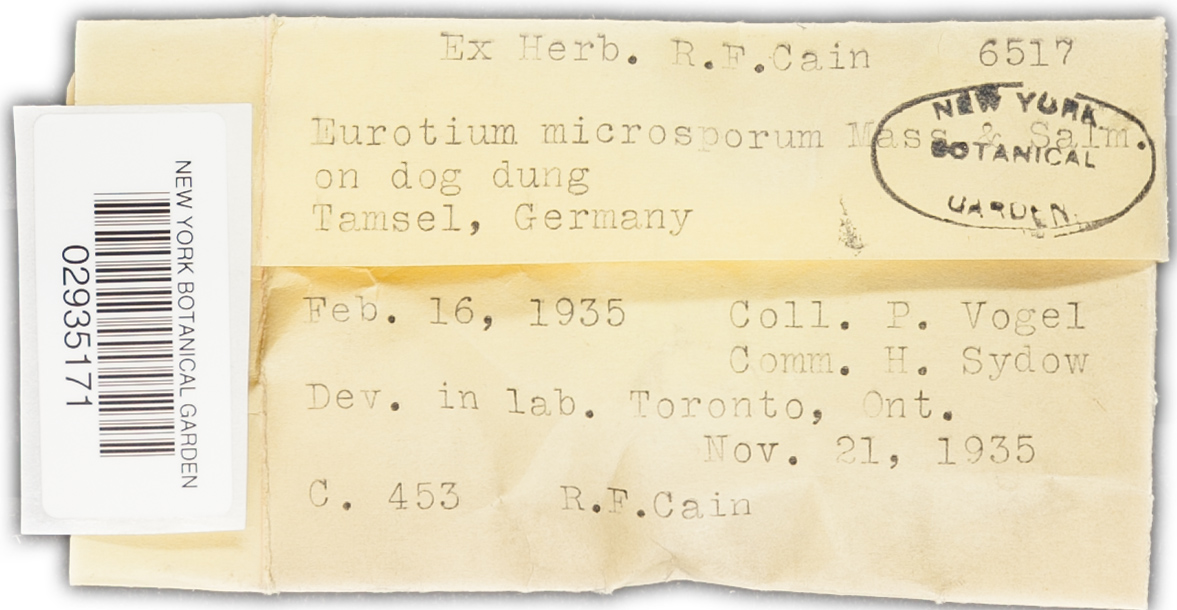 Ex Herb. R.F.Cain 6517
Eurotium microsporum Mass & Salm.
on dog dung
Tamsel, Germany
NEW YORK
BOTANICAL
GARDEN
Feb. 16, 1935 Coll. P. Vogel
Comm. H. Sydow
Dev. in lab. Toronto, Ont.
Nov. 21, 1935
C. 453 R.F.Cain
NEW YORK BOTANICAL GARDEN
02935171